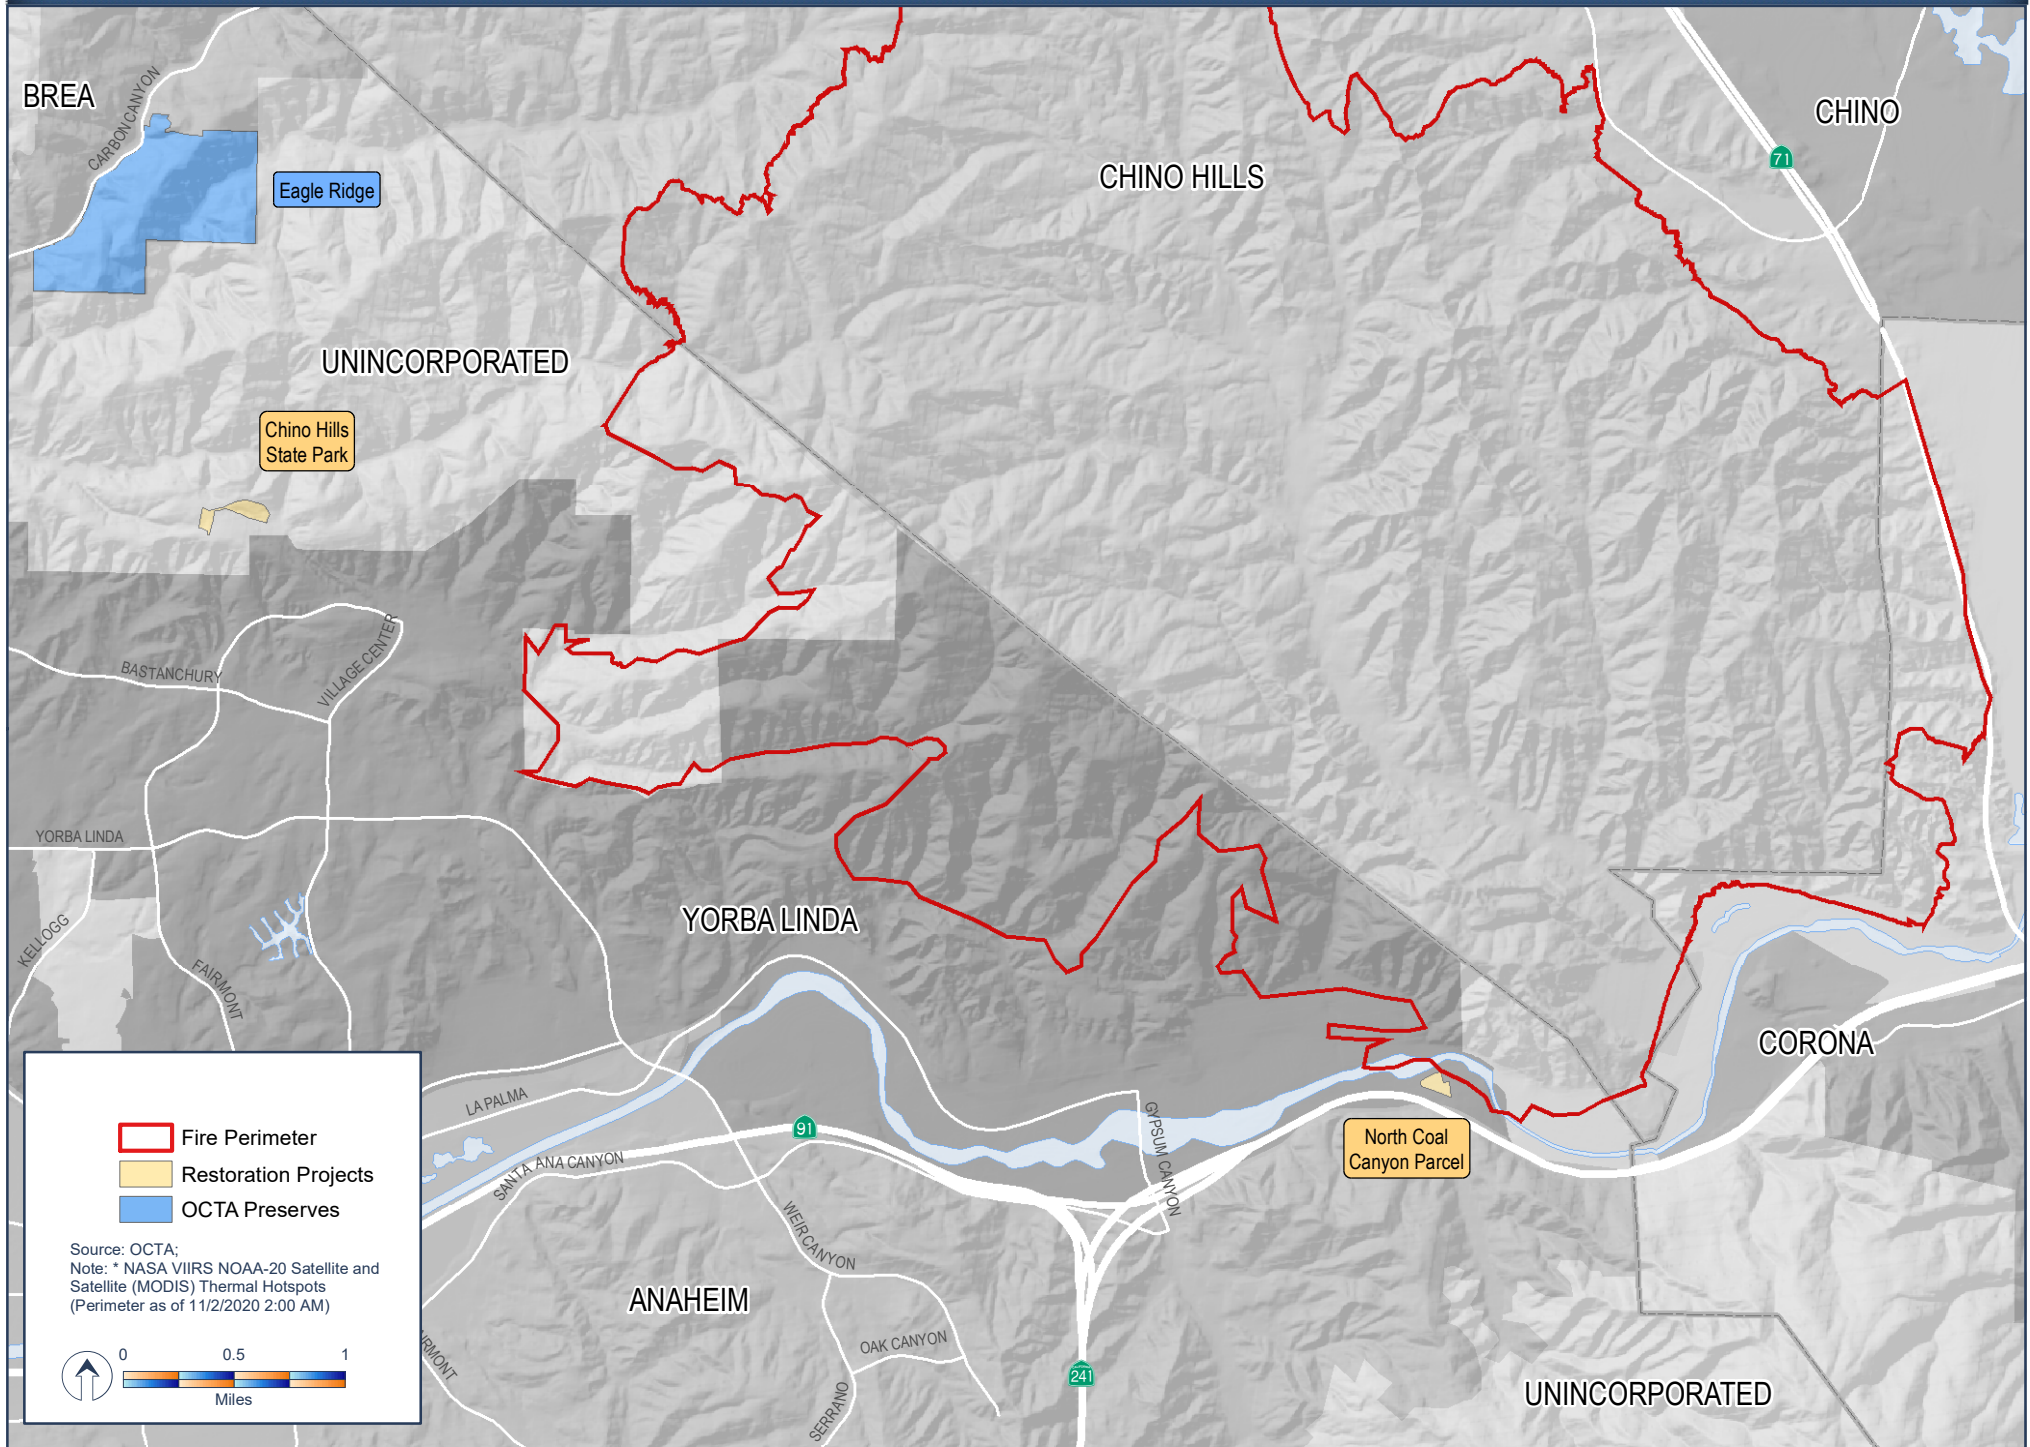 BREA
CARBON CANYON
Eagle Ridge
CHINO HILLS
CHINO
71
UNINCORPORATED
Chino Hills
State Park
BASTANCHURY
VILLAGE CENTER
YORBA LINDA
KELLOGG
FAIRMONT
YORBA LINDA
CORONA
LA PALMA
91
SANTA ANA CANYON
GYPSUM CANYON
North Coal
Canyon Parcel
WEIR CANYON
ANAHEIM
OAK CANYON
SERRANO
241
UNINCORPORATED
Fire Perimeter
Restoration Projects
OCTA Preserves
Source: OCTA;
Note: * NASA VIIRS NOAA-20 Satellite and
Satellite (MODIS) Thermal Hotspots
(Perimeter as of 11/2/2020 2:00 AM)
0 0.5 1
Miles